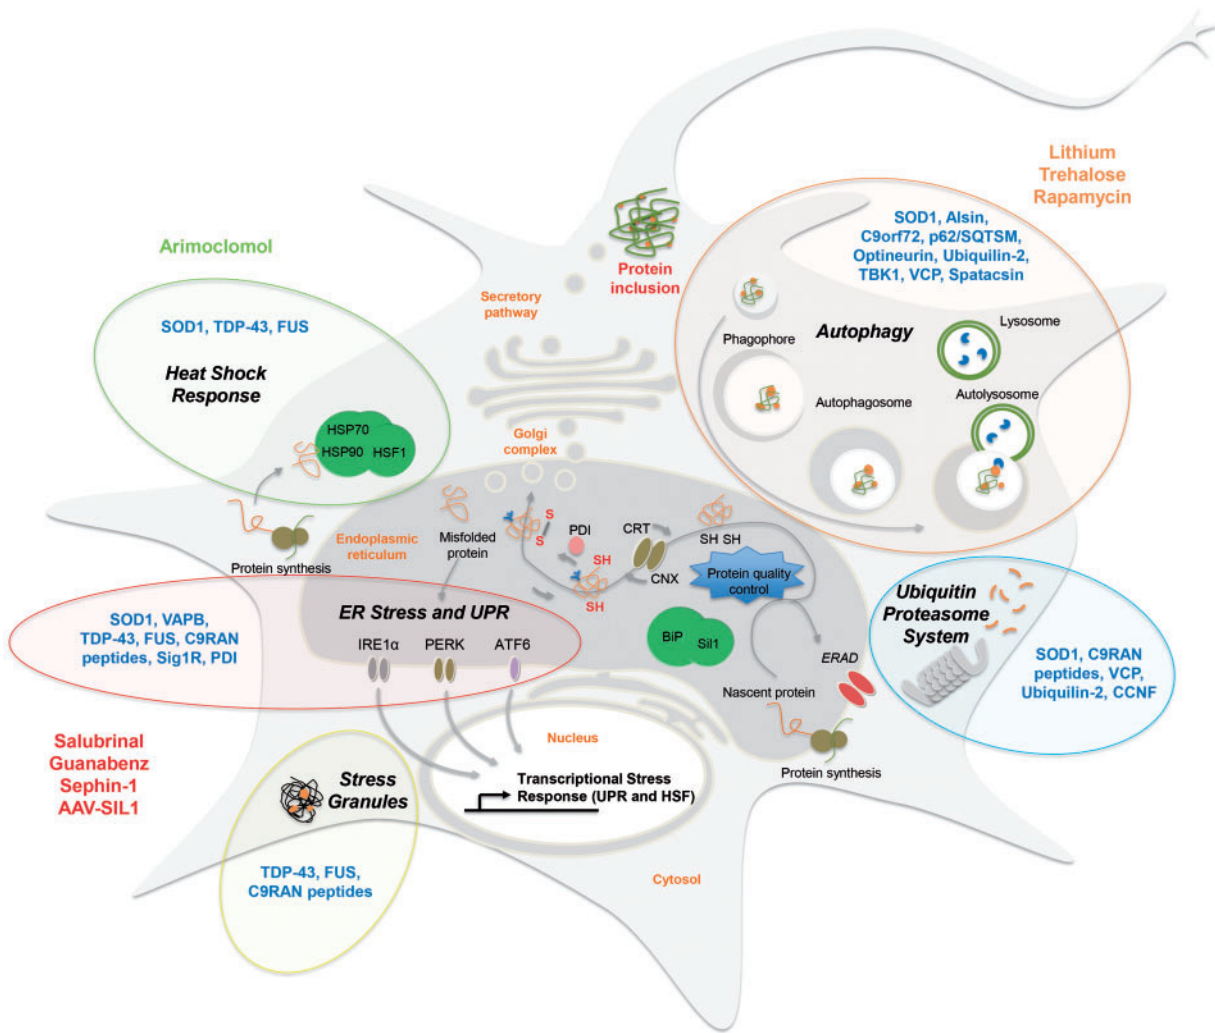 Lithium
Trehalose
Rapamycin
SOD1, Alsin,
C9orf72, p62/SQTSM,
Optineurin, Ubiquilin-2,
TBK1, VCP, Spatacsin
Arimoclomol
Protein
inclusion
Secretory
pathway
SOD1, TDP-43, FUS
Heat Shock
Response
HSP70
HSP90
HSF1
Phagophore
Autophagy
Lysosome
Autophagosome
Autolysosome
Golgi
complex
Protein synthesis
Endoplasmic
reticulum
Misfolded
protein
S
S
PDI
SH
SH
CRT
CNX
SH SH
Protein quality
control
BiP
Sil1
ERAD
Nascent protein
Protein synthesis
Ubiquitin
Proteasome
System
SOD1, C9RAN
peptides, VCP,
Ubiquilin-2, CCNF
SOD1, VAPB,
TDP-43, FUS, C9RAN
peptides, Sig1R, PDI
ER Stress and UPR
IRE1α
PERK
ATF6
Salubrinal
Guanabenz
Sephin-1
AAV-SIL1
Nucleus
Transcriptional Stress
Response (UPR and HSF)
Stress
Granules
TDP-43, FUS,
C9RAN peptides
Cytosol